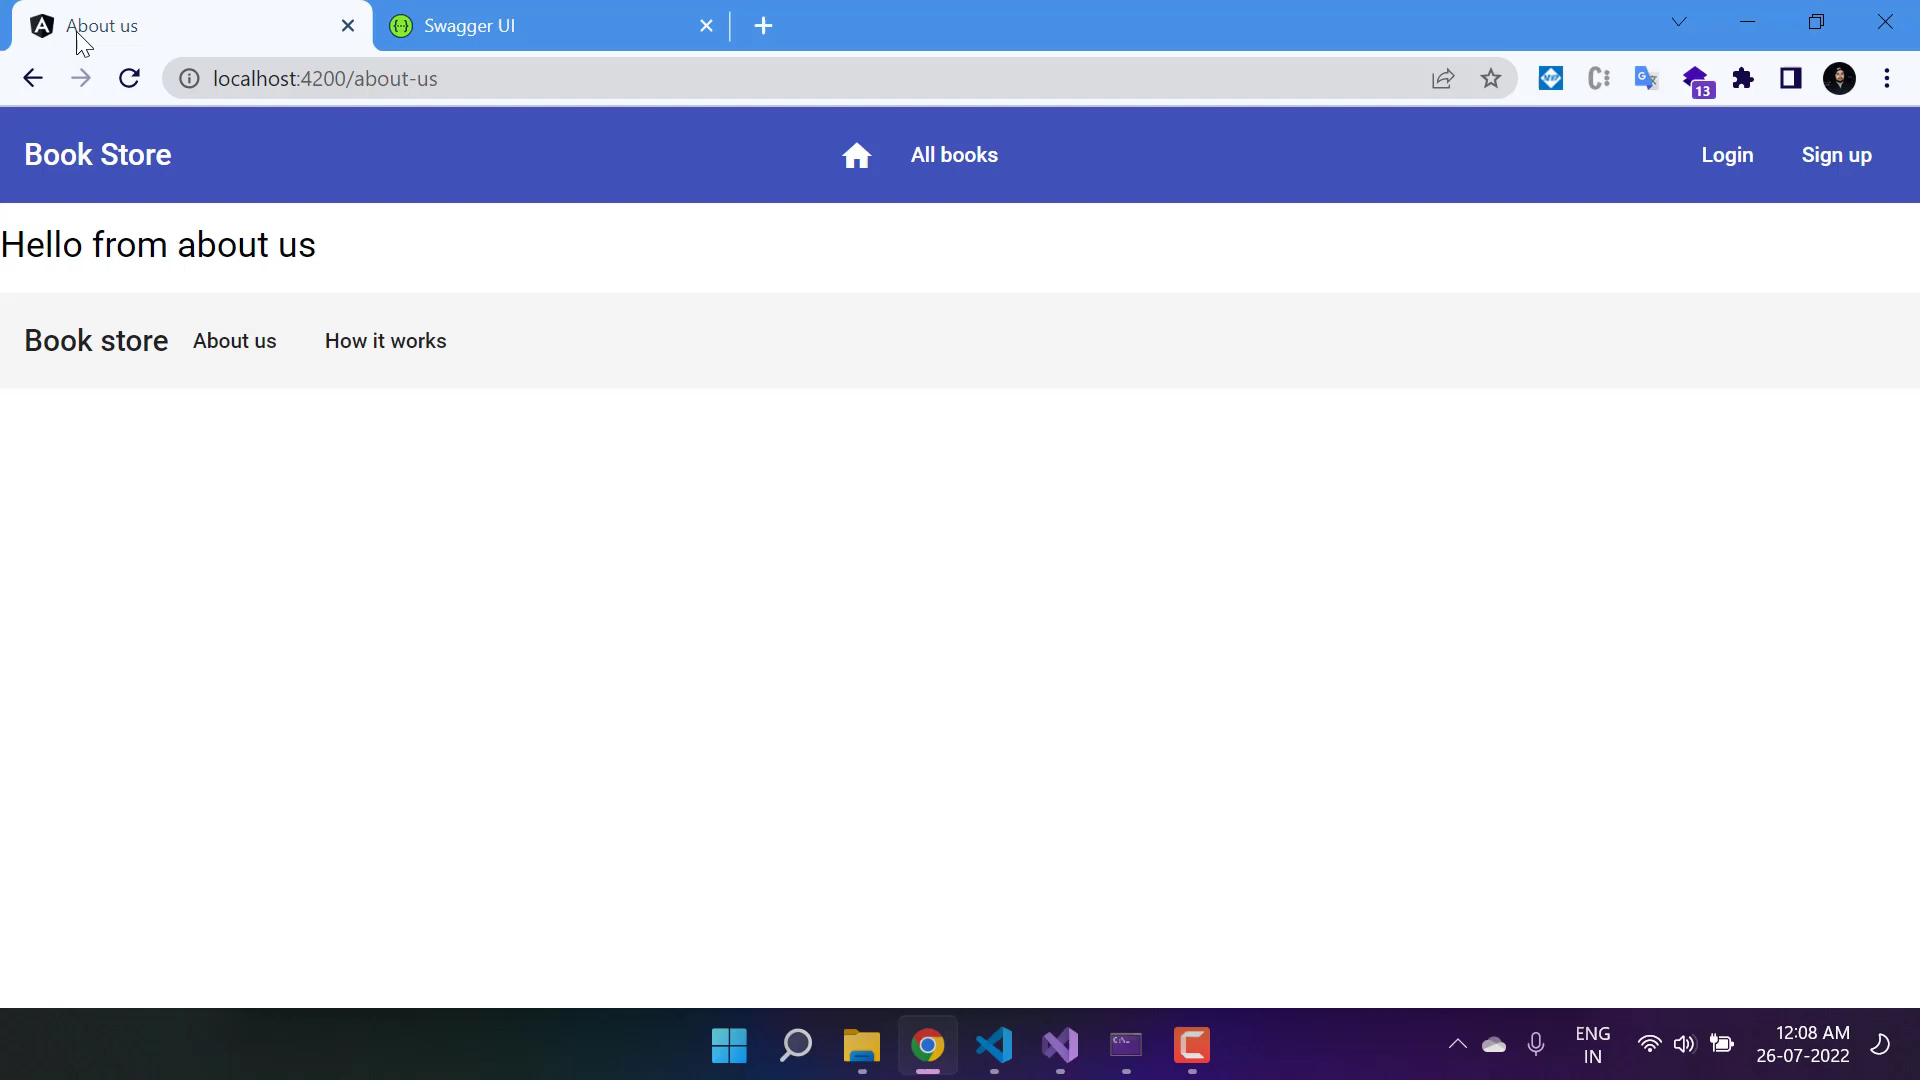 About us
Swagger UI
localhost:4200/about-us
13
Book Store
All books
Login
Sign up
Hello from about us
Book store
About us
How it works
ENG
IN
12:08 AM
26-07-2022